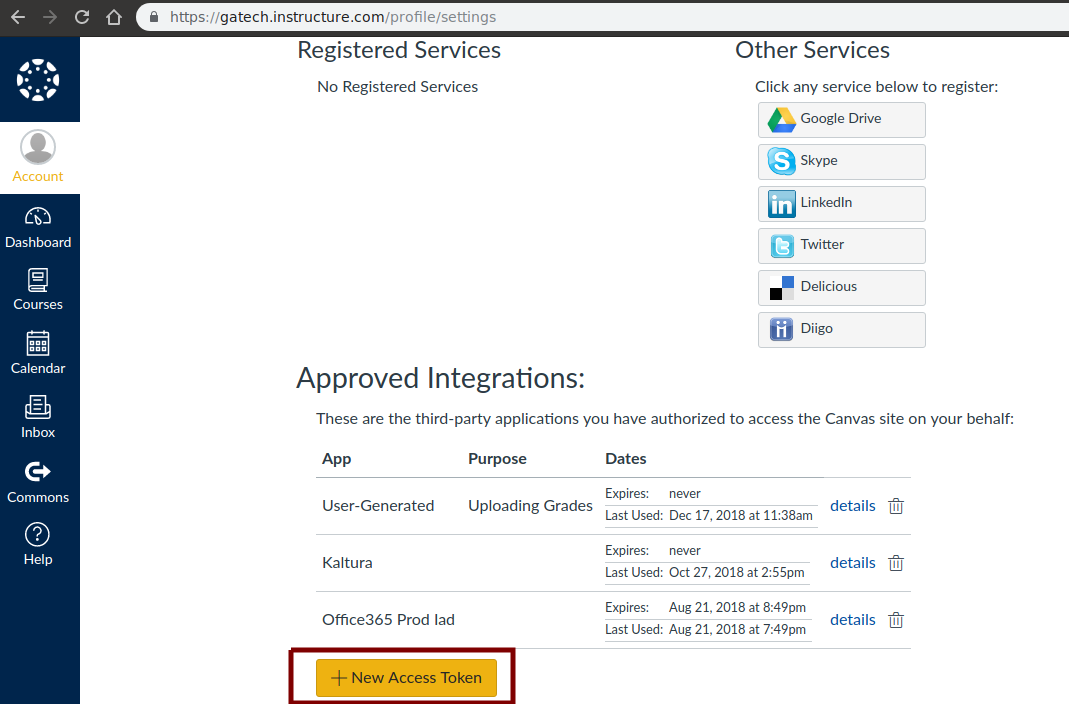 https://gatech.instructure.com/profile/settings
Account
Dashboard
Courses
Calendar
Inbox
Commons
Help
Registered Services
No Registered Services
Other Services
Click any service below to register:
Google Drive
Skype
LinkedIn
Twitter
Delicious
Diigo
Approved Integrations:
These are the third-party applications you have authorized to access the Canvas site on your behalf:
App Purpose Dates
User-Generated Uploading Grades Expires: never details
Last Used: Dec 17, 2018 at 11:38am
Kaltura Expires: never details
Last Used: Oct 27, 2018 at 2:55pm
Office365 Prod Iad Expires: Aug 21, 2018 at 8:49pm details
Last Used: Aug 21, 2018 at 7:49pm
New Access Token